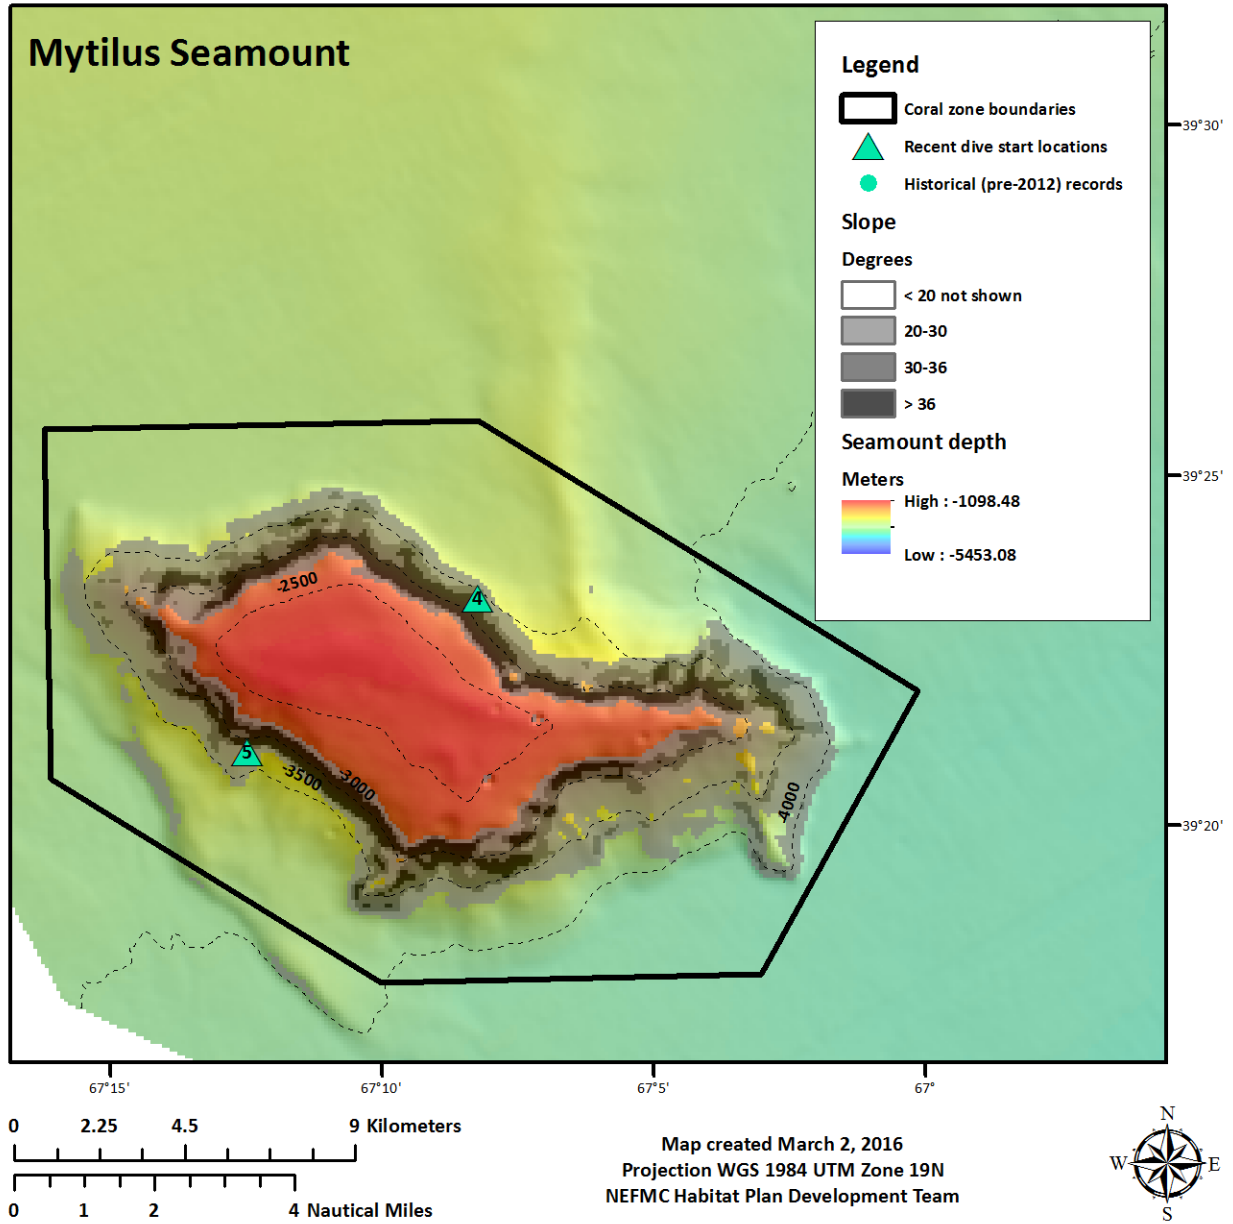 Mytilus Seamount
Legend
Coral zone boundaries
Recent dive start locations
Historical (pre-2012) records
Slope
Degrees
< 20 not shown
20-30
30-36
> 36
Seamount depth
Meters
High : -1098.48
Low : -5453.08
39°30'
39°25'
39°20'
-2500
4
5
-3500
-3000
-4000
67°15'
67°10'
67°5'
67°
0 2.25 4.5 9 Kilometers
0 1 2 4 Nautical Miles
Map created March 2, 2016
Projection WGS 1984 UTM Zone 19N
NEFMC Habitat Plan Development Team
N
W E
S